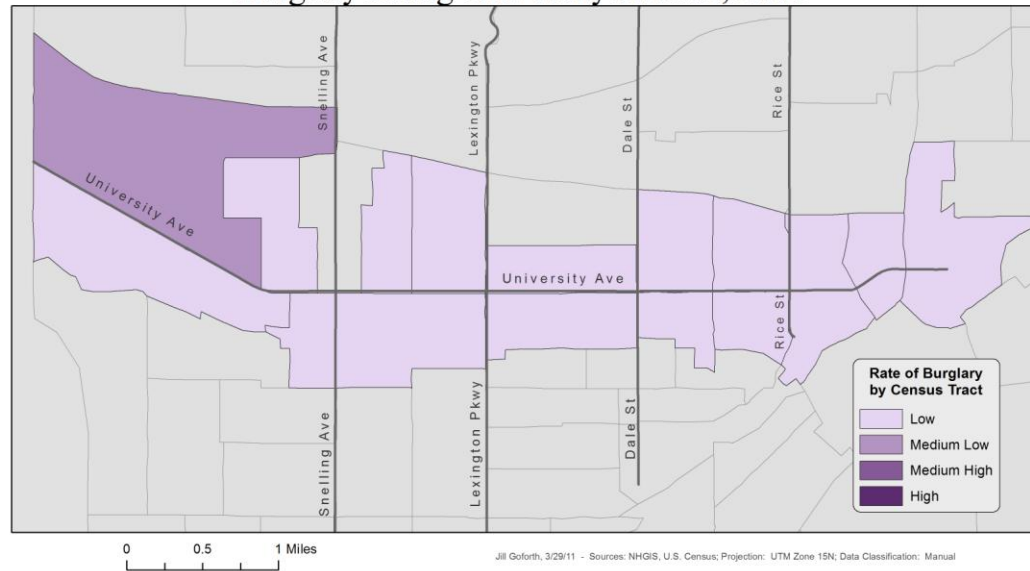 Snelling Ave
Lexington Pkwy
Dale St
Rice St
University Ave
University Ave
Rice St
Snelling Ave
Lexington Pkwy
Dale St
Rate of Burglary
by Census Tract
Low
Medium Low
Medium High
High
0 0.5 1 Miles
Jill Goforth, 3/29/11 - Sources: NHGIS, U.S. Census; Projection: UTM Zone 15N; Data Classification: Manual